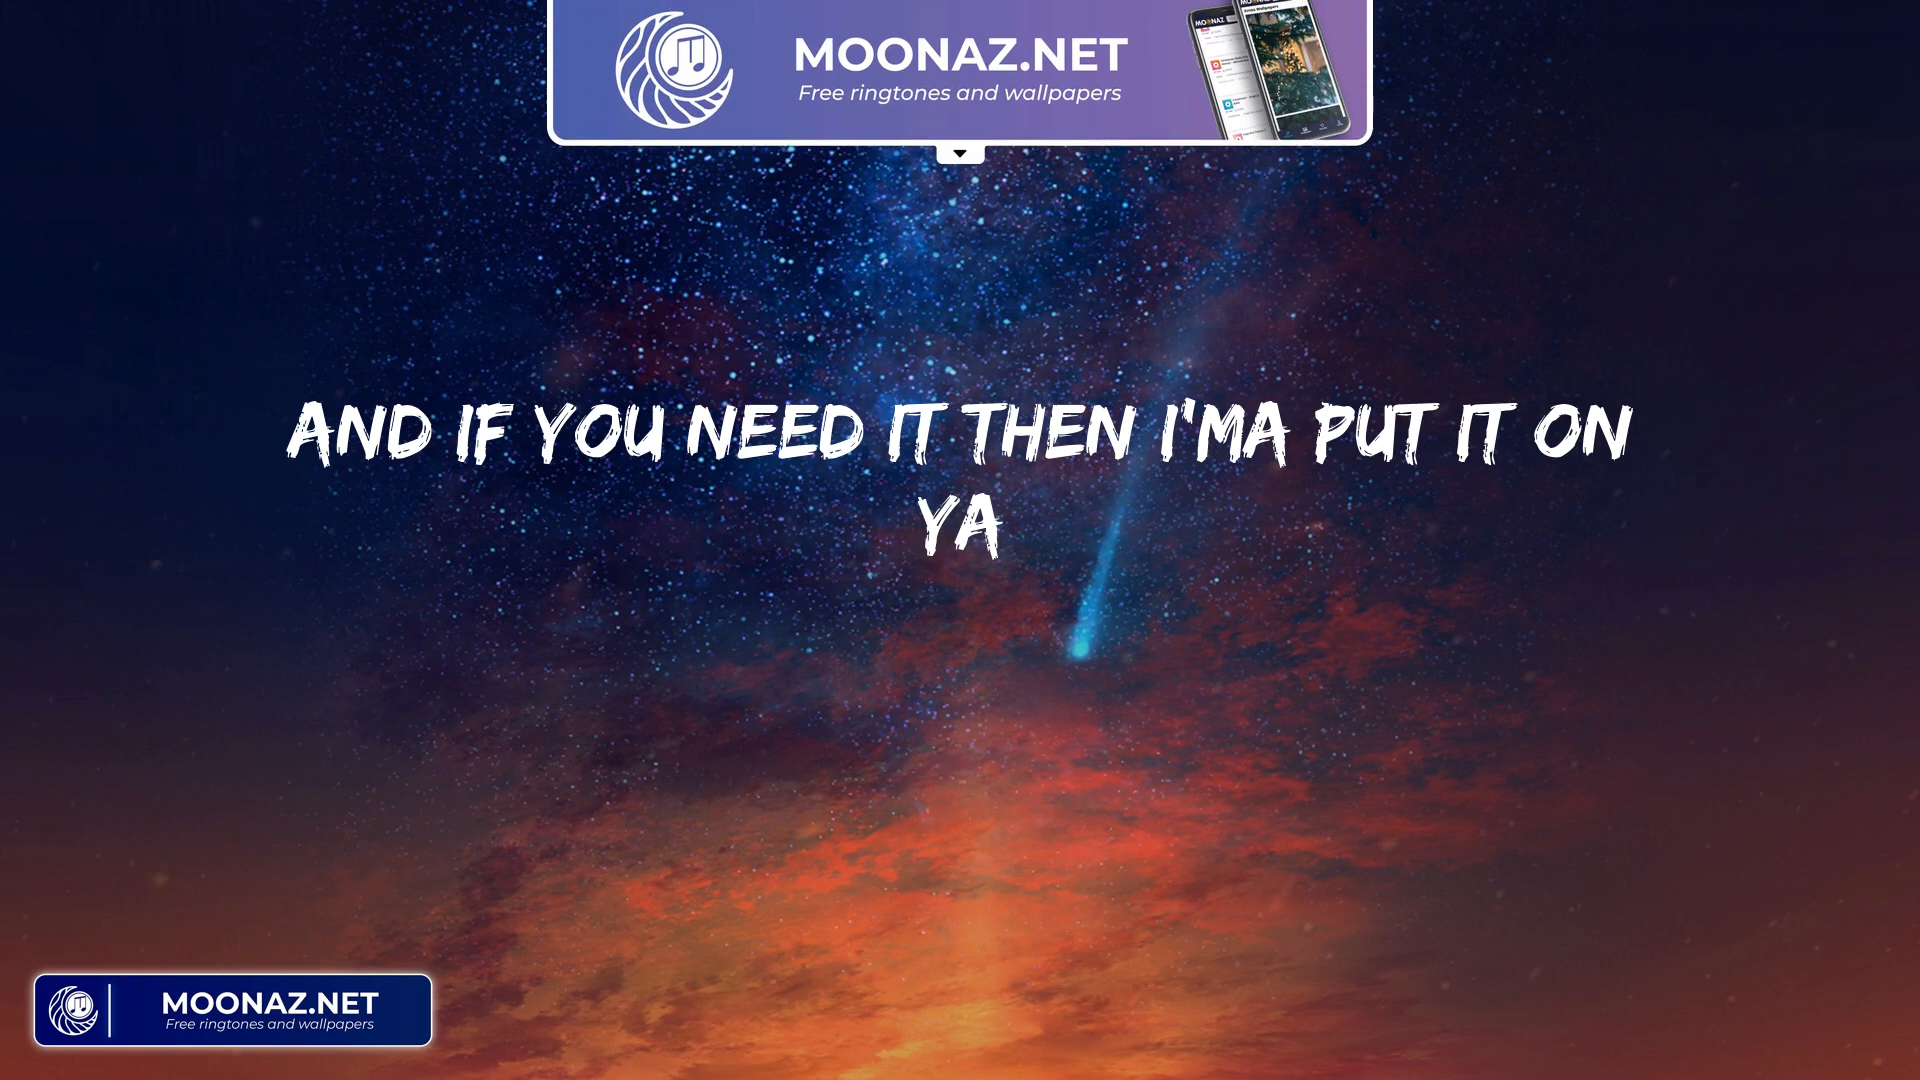 MOONAZ.NET
Free ringtones and wallpapers
AND IF YOU NEED IT THEN I'MA PUT IT ON
YA
MOONAZ.NET
Free ringtones and wallpapers